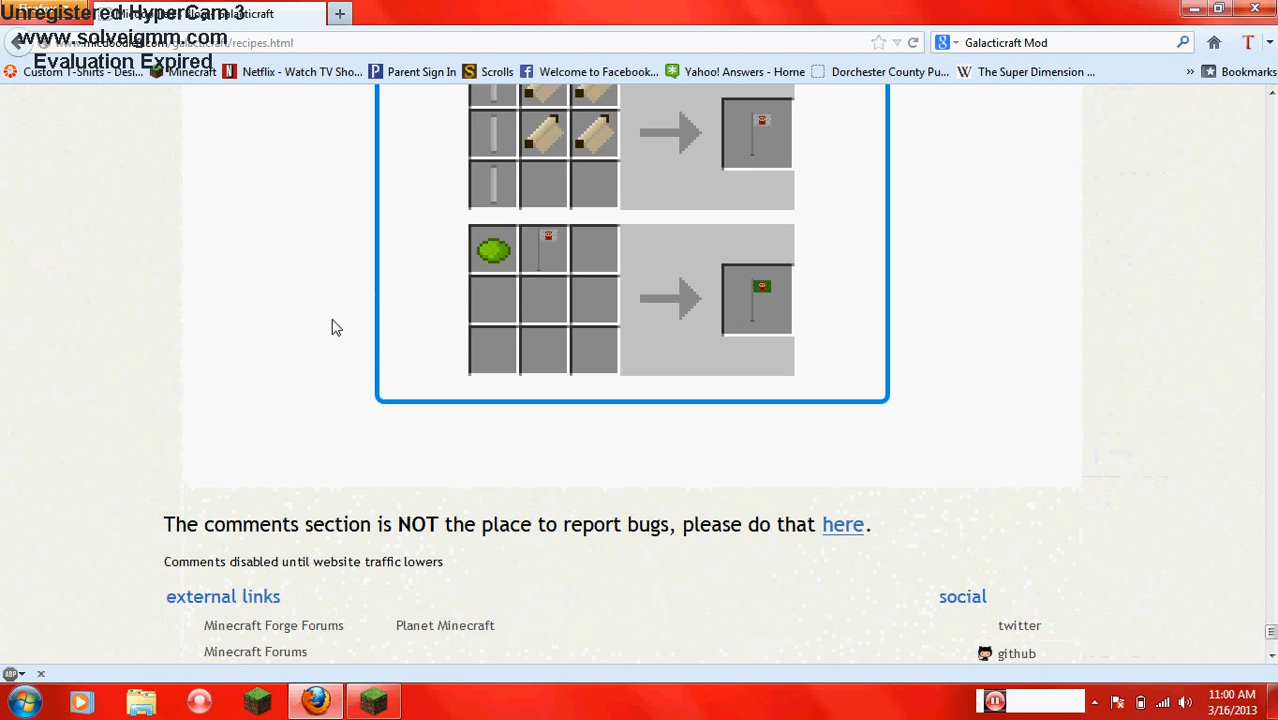 Unregistered HyperCam 3
Galacticraft
www.solveigmm.com
recipes.html
Galacticraft Mod
Evaluation Expired
Custom T-Shirts - Desi...
Minecraft
Netflix - Watch TV Sho...
Parent Sign In
Scrolls
Welcome to Facebook...
Yahoo! Answers - Home
Dorchester County Pu...
The Super Dimension ...
Bookmarks
The comments section is NOT the place to report bugs, please do that here.
Comments disabled until website traffic lowers
external links
social
Minecraft Forge Forums
Planet Minecraft
twitter
Minecraft Forums
github
ABP
11:00 AM
3/16/2013